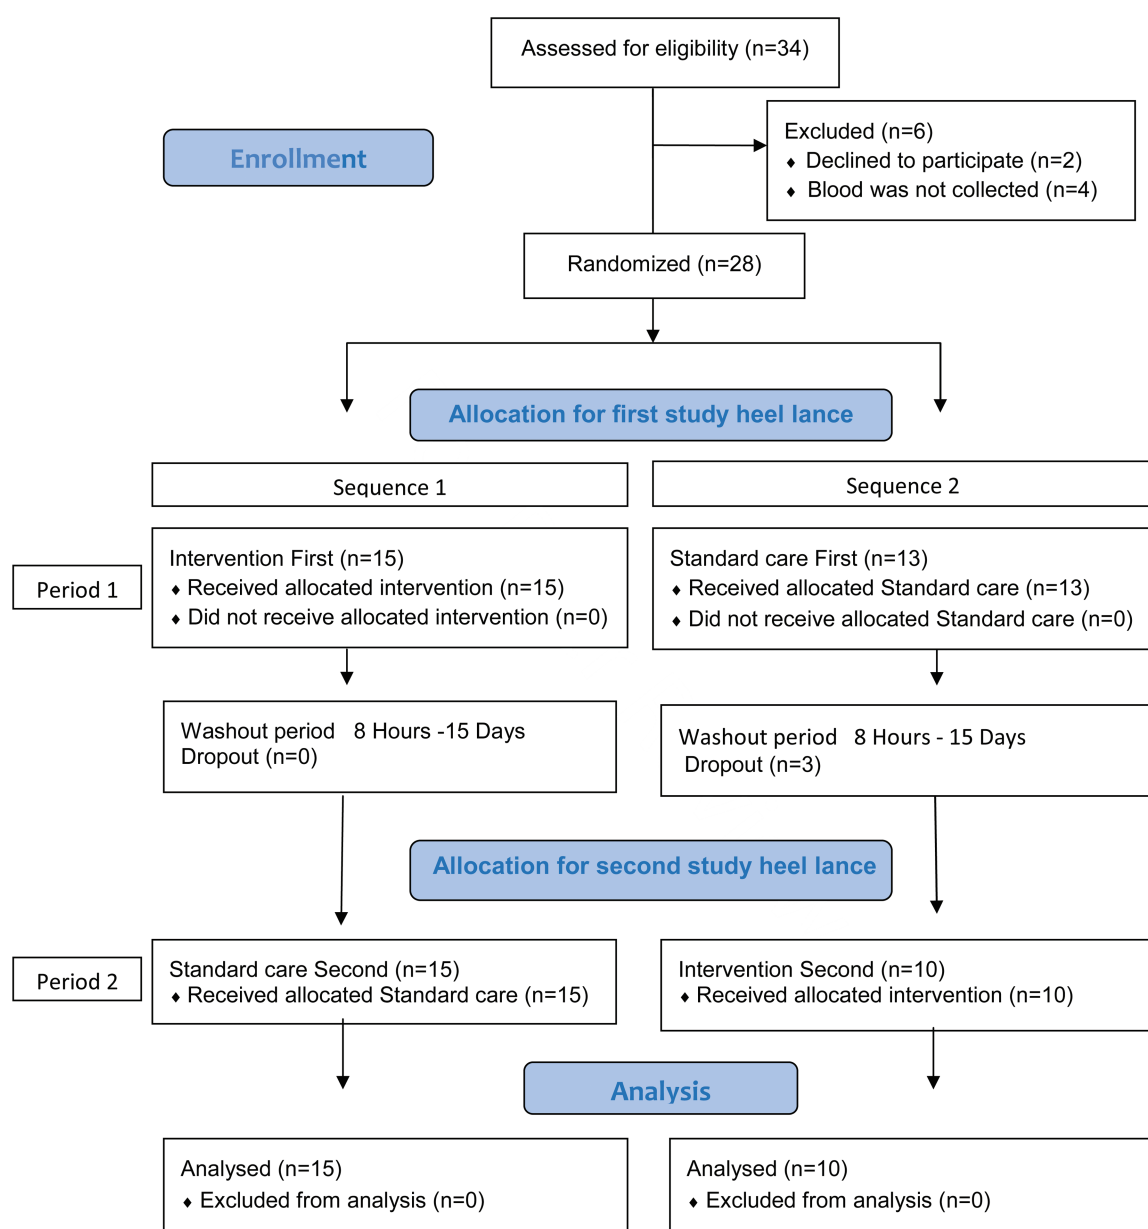 Assessed for eligibility (n=34)
Enrollment
Excluded (n=6)
♦ Declined to participate (n=2)
♦ Blood was not collected (n=4)
Randomized (n=28)
Allocation for first study heel lance
Sequence 1
Sequence 2
Period 1
Intervention First (n=15)
♦ Received allocated intervention (n=15)
♦ Did not receive allocated intervention (n=0)
Standard care First (n=13)
♦ Received allocated Standard care (n=13)
♦ Did not receive allocated Standard care (n=0)
Washout period 8 Hours -15 Days
Dropout (n=0)
Washout period 8 Hours - 15 Days
Dropout (n=3)
Allocation for second study heel lance
Period 2
Standard care Second (n=15)
♦ Received allocated Standard care (n=15)
Intervention Second (n=10)
♦ Received allocated intervention (n=10)
Analysis
Analysed (n=15)
♦ Excluded from analysis (n=0)
Analysed (n=10)
♦ Excluded from analysis (n=0)